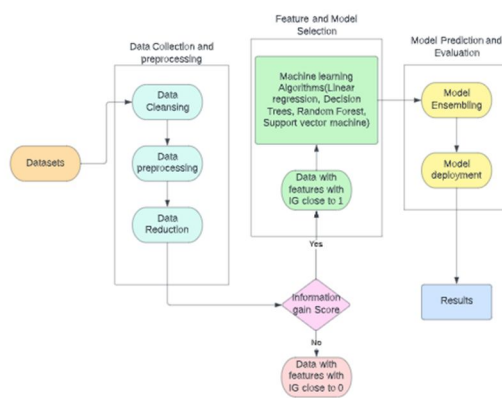 Feature and Model
Selection
Data Collection and
preprocessing
Model Prediction and
Evaluation
Datasets
Data
Cleansing
Data
preprocessing
Data
Reduction
Machine learning
Algorithms(Linear
regression, Decision
Trees, Random Forest,
Support vector machine)
Data with
features with
IG close to 1
Yes
Information
gain Score
No
Data with
features with
IG close to 0
Model
Ensembling
Model
deployment
Results